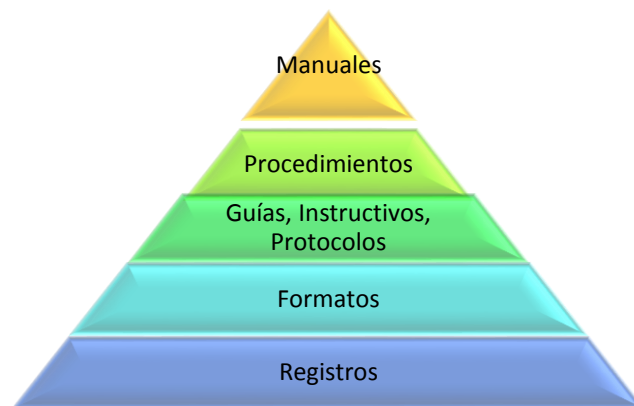 Manuales
Procedimientos
Guías, Instructivos,
Protocolos
Formatos
Registros